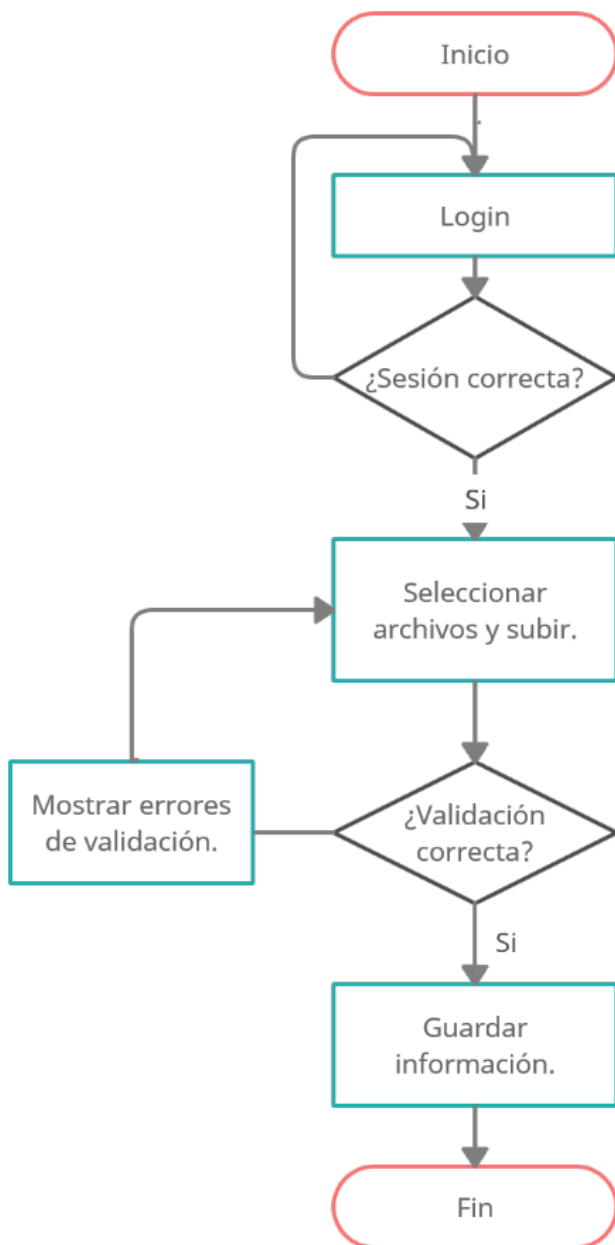 Inicio
Login
¿Sesión correcta?
Si
Seleccionar
archivos y subir.
Mostrar errores
de validación.
¿Validación
correcta?
Si
Guardar
información.
Fin